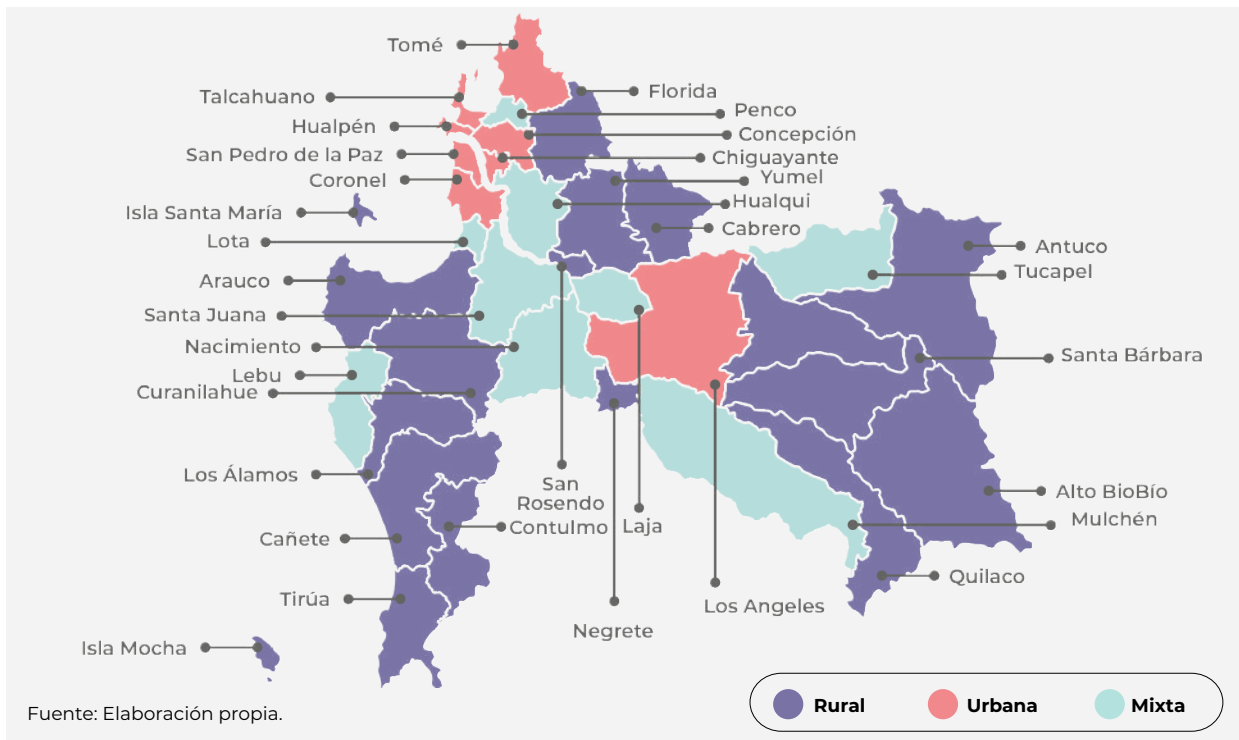 Tomé
Talcahuano
Hualpén
San Pedro de la Paz
Coronel
Isla Santa María
Lota
Arauco
Santa Juana
Nacimiento
Lebu
Curanilahue
Los Álamos
Cañete
Tirúa
Isla Mocha
Florida
Penco
Concepción
Chiguayante
Yumel
Hualqui
Cabrero
Antuco
Tucapel
Santa Bárbara
Alto BioBío
Mulchén
Quilaco
San
Rosendo
Contulmo
Laja
Los Angeles
Negrete
Fuente: Elaboración propia.
Rural
Urbana
Mixta